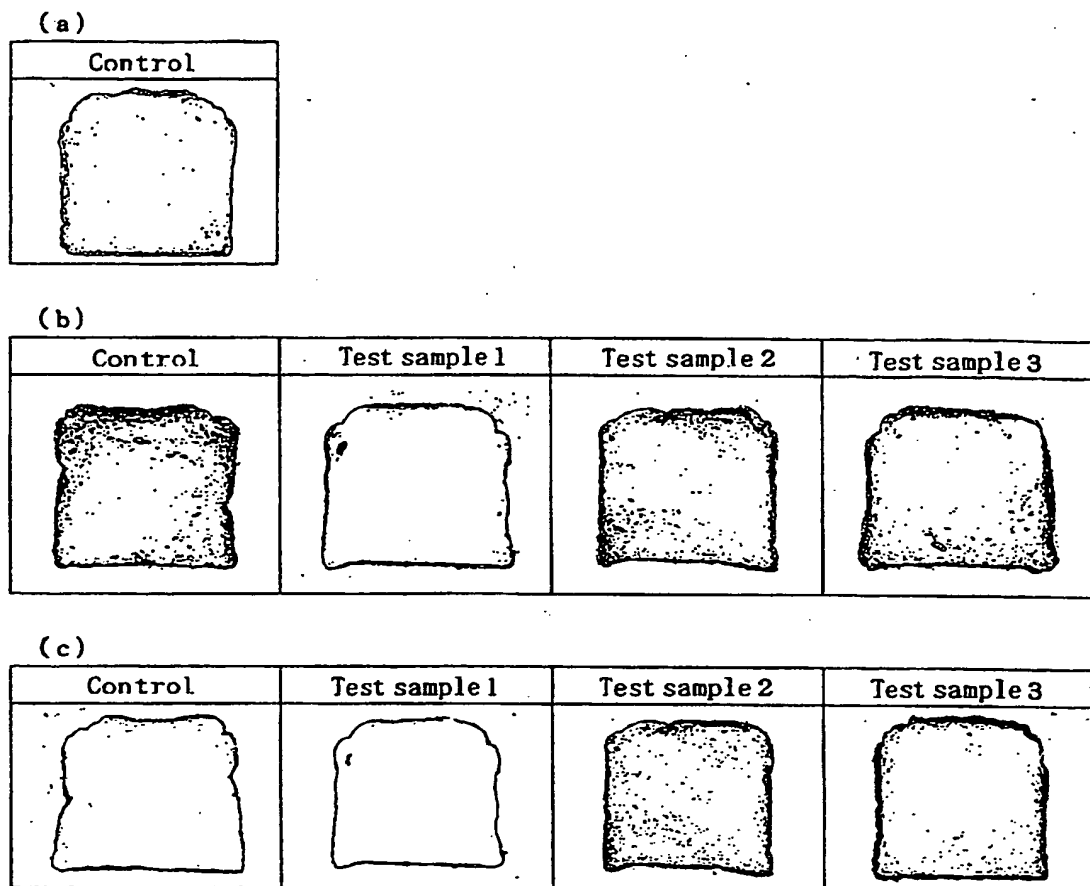 (a)
Control
(b)
Control Test sample 1 Test sample 2 Test sample 3
(c)
Control Test sample 1 Test sample 2 Test sample 3